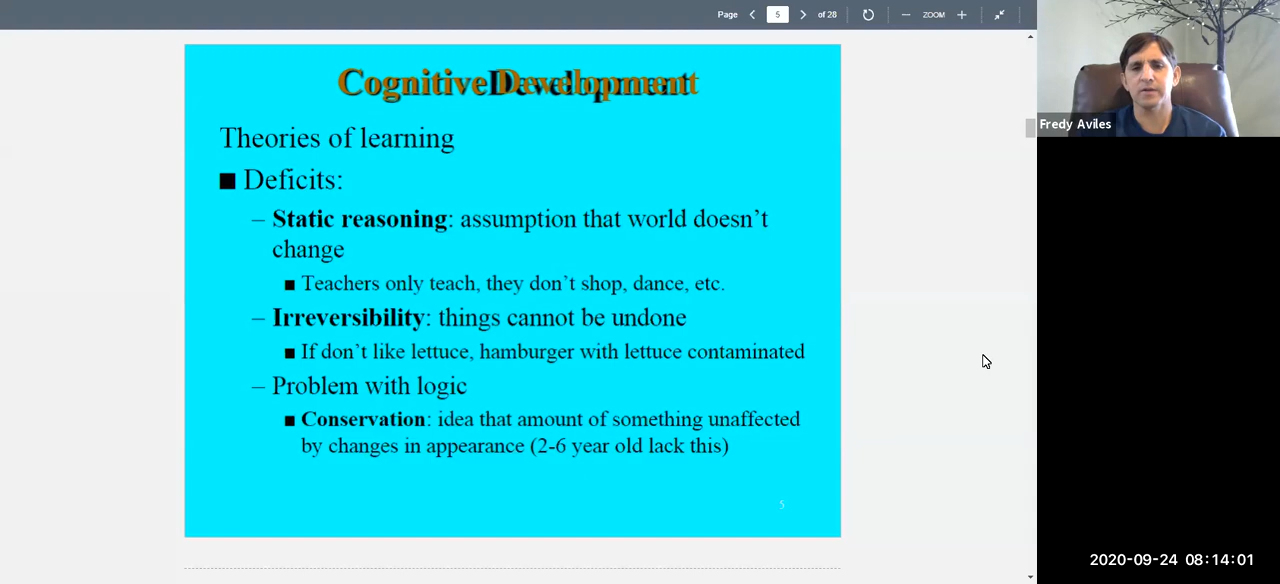 Page 5 of 28 ZOOM
Cognitive Development
Theories of learning
■ Deficits:
– Static reasoning: assumption that world doesn't
change
■ Teachers only teach, they don't shop, dance, etc.
– Irreversibility: things cannot be undone
■ If don't like lettuce, hamburger with lettuce contaminated
– Problem with logic
■ Conservation: idea that amount of something unaffected
by changes in appearance (2-6 year old lack this)
5
Fredy Aviles
2020-09-24 08:14:01